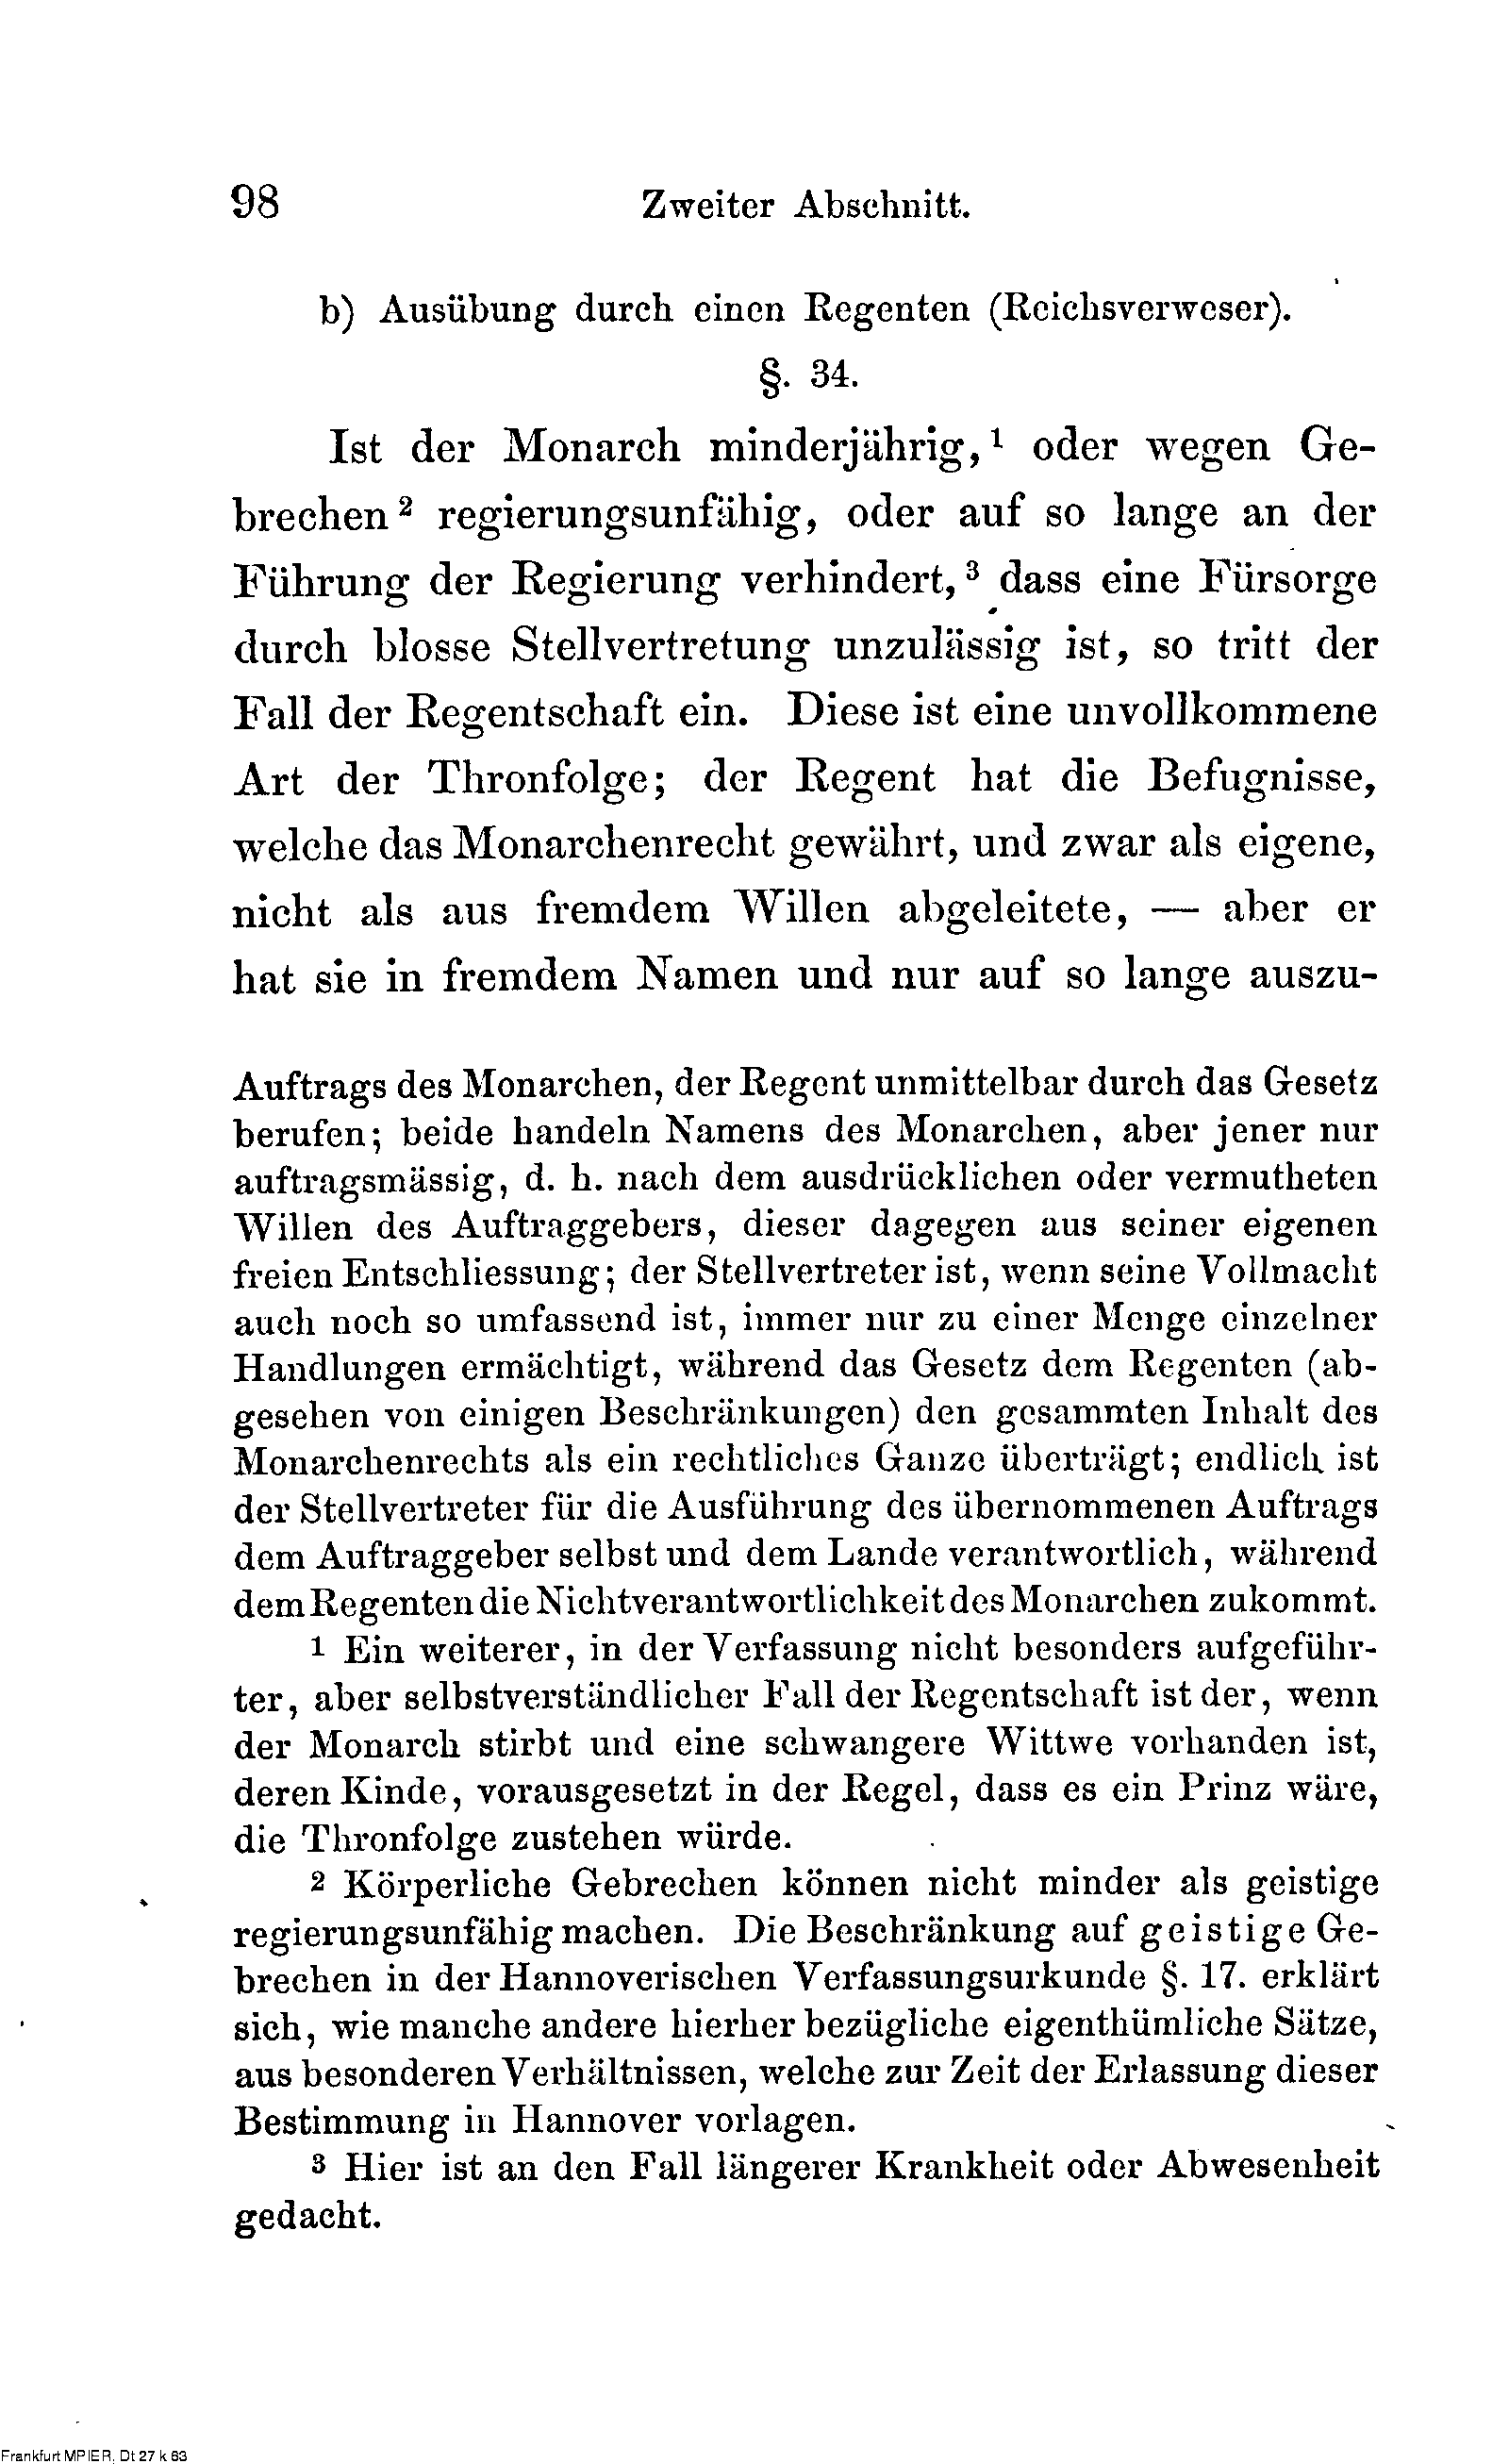 98 Zweiter Abschnitt.
b) Ausübung durch einen Regenten (Reichsverweser).
§. 34.
Ist der Monarch minderjährig,¹ oder wegen Ge-
brechen² regierungsunfähig, oder auf so lange an der
Führung der Regierung verhindert,³ dass eine Fürsorge
durch blosse Stellvertretung unzulässig ist, so tritt der
Fall der Regentschaft ein. Diese ist eine unvollkommene
Art der Thronfolge; der Regent hat die Befugnisse,
welche das Monarchenrecht gewährt, und zwar als eigene,
nicht als aus fremdem Willen abgeleitete, — aber er
hat sie in fremdem Namen und nur auf so lange auszu-
Auftrags des Monarchen, der Regent unmittelbar durch das Gesetz
berufen; beide handeln Namens des Monarchen, aber jener nur
auftragsmässig, d. h. nach dem ausdrücklichen oder vermutheten
Willen des Auftraggebers, dieser dagegen aus seiner eigenen
freien Entschliessung; der Stellvertreter ist, wenn seine Vollmacht
auch noch so umfassend ist, immer nur zu einer Menge einzelner
Handlungen ermächtigt, während das Gesetz dem Regenten (ab-
gesehen von einigen Beschränkungen) den gesammten Inhalt des
Monarchenrechts als ein rechtliches Ganze überträgt; endlich ist
der Stellvertreter für die Ausführung des übernommenen Auftrags
dem Auftraggeber selbst und dem Lande verantwortlich, während
dem Regenten die Nichtverantwortlichkeit des Monarchen zukommt.
1 Ein weiterer, in der Verfassung nicht besonders aufgeführ-
ter, aber selbstverständlicher Fall der Regentschaft ist der, wenn
der Monarch stirbt und eine schwangere Wittwe vorhanden ist,
deren Kinde, vorausgesetzt in der Regel, dass es ein Prinz wäre,
die Thronfolge zustehen würde.
2 Körperliche Gebrechen können nicht minder als geistige
regierungsunfähig machen. Die Beschränkung auf geistige Ge-
brechen in der Hannoverischen Verfassungsurkunde §. 17. erklärt
sich, wie manche andere hierher bezügliche eigenthümliche Sätze,
aus besonderen Verhältnissen, welche zur Zeit der Erlassung dieser
Bestimmung in Hannover vorlagen.
3 Hier ist an den Fall längerer Krankheit oder Abwesenheit
gedacht.
Frankfurt MPIER, Dt 27 k 63